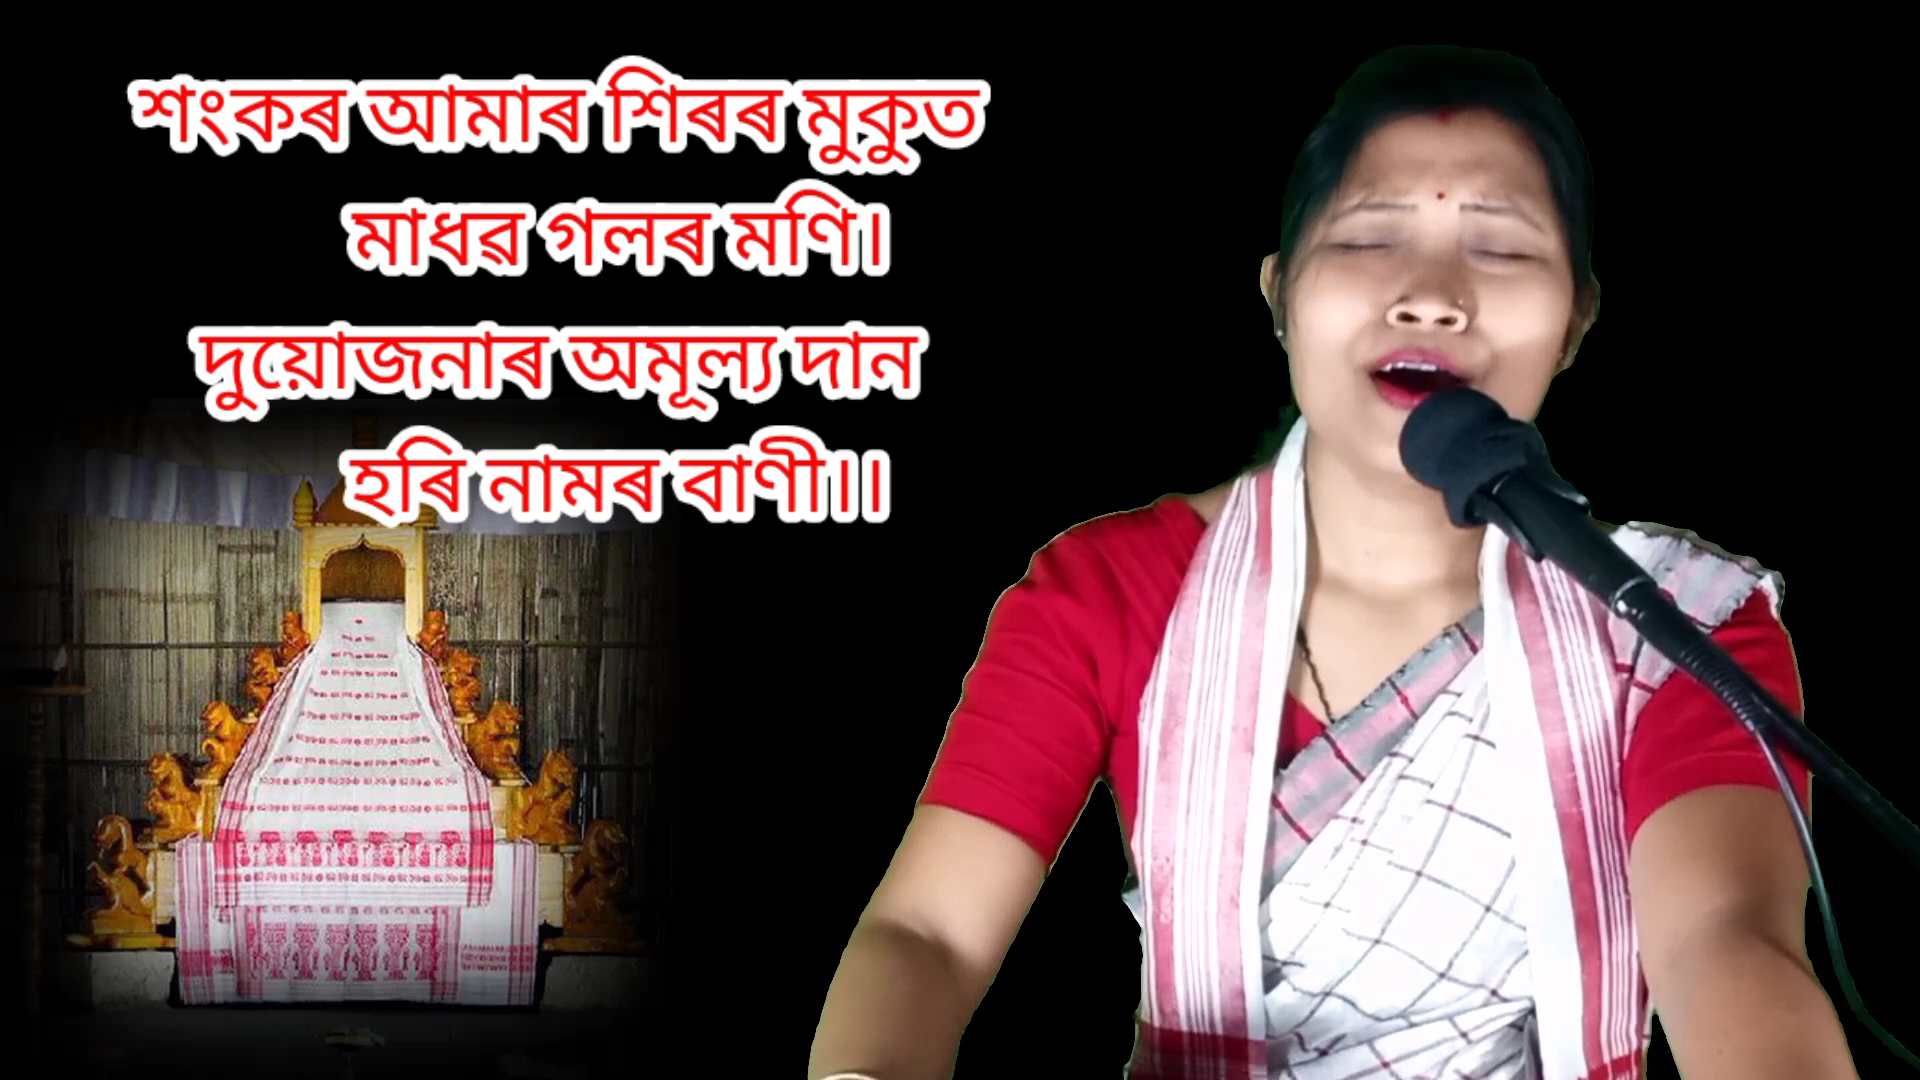 শংকৰ আমাৰ শিৰৰ মুকুত
মাধৱ গলৰ মণি।
দুয়োজনাৰ অমূল্য দান
হৰি নামৰ বাণী।।